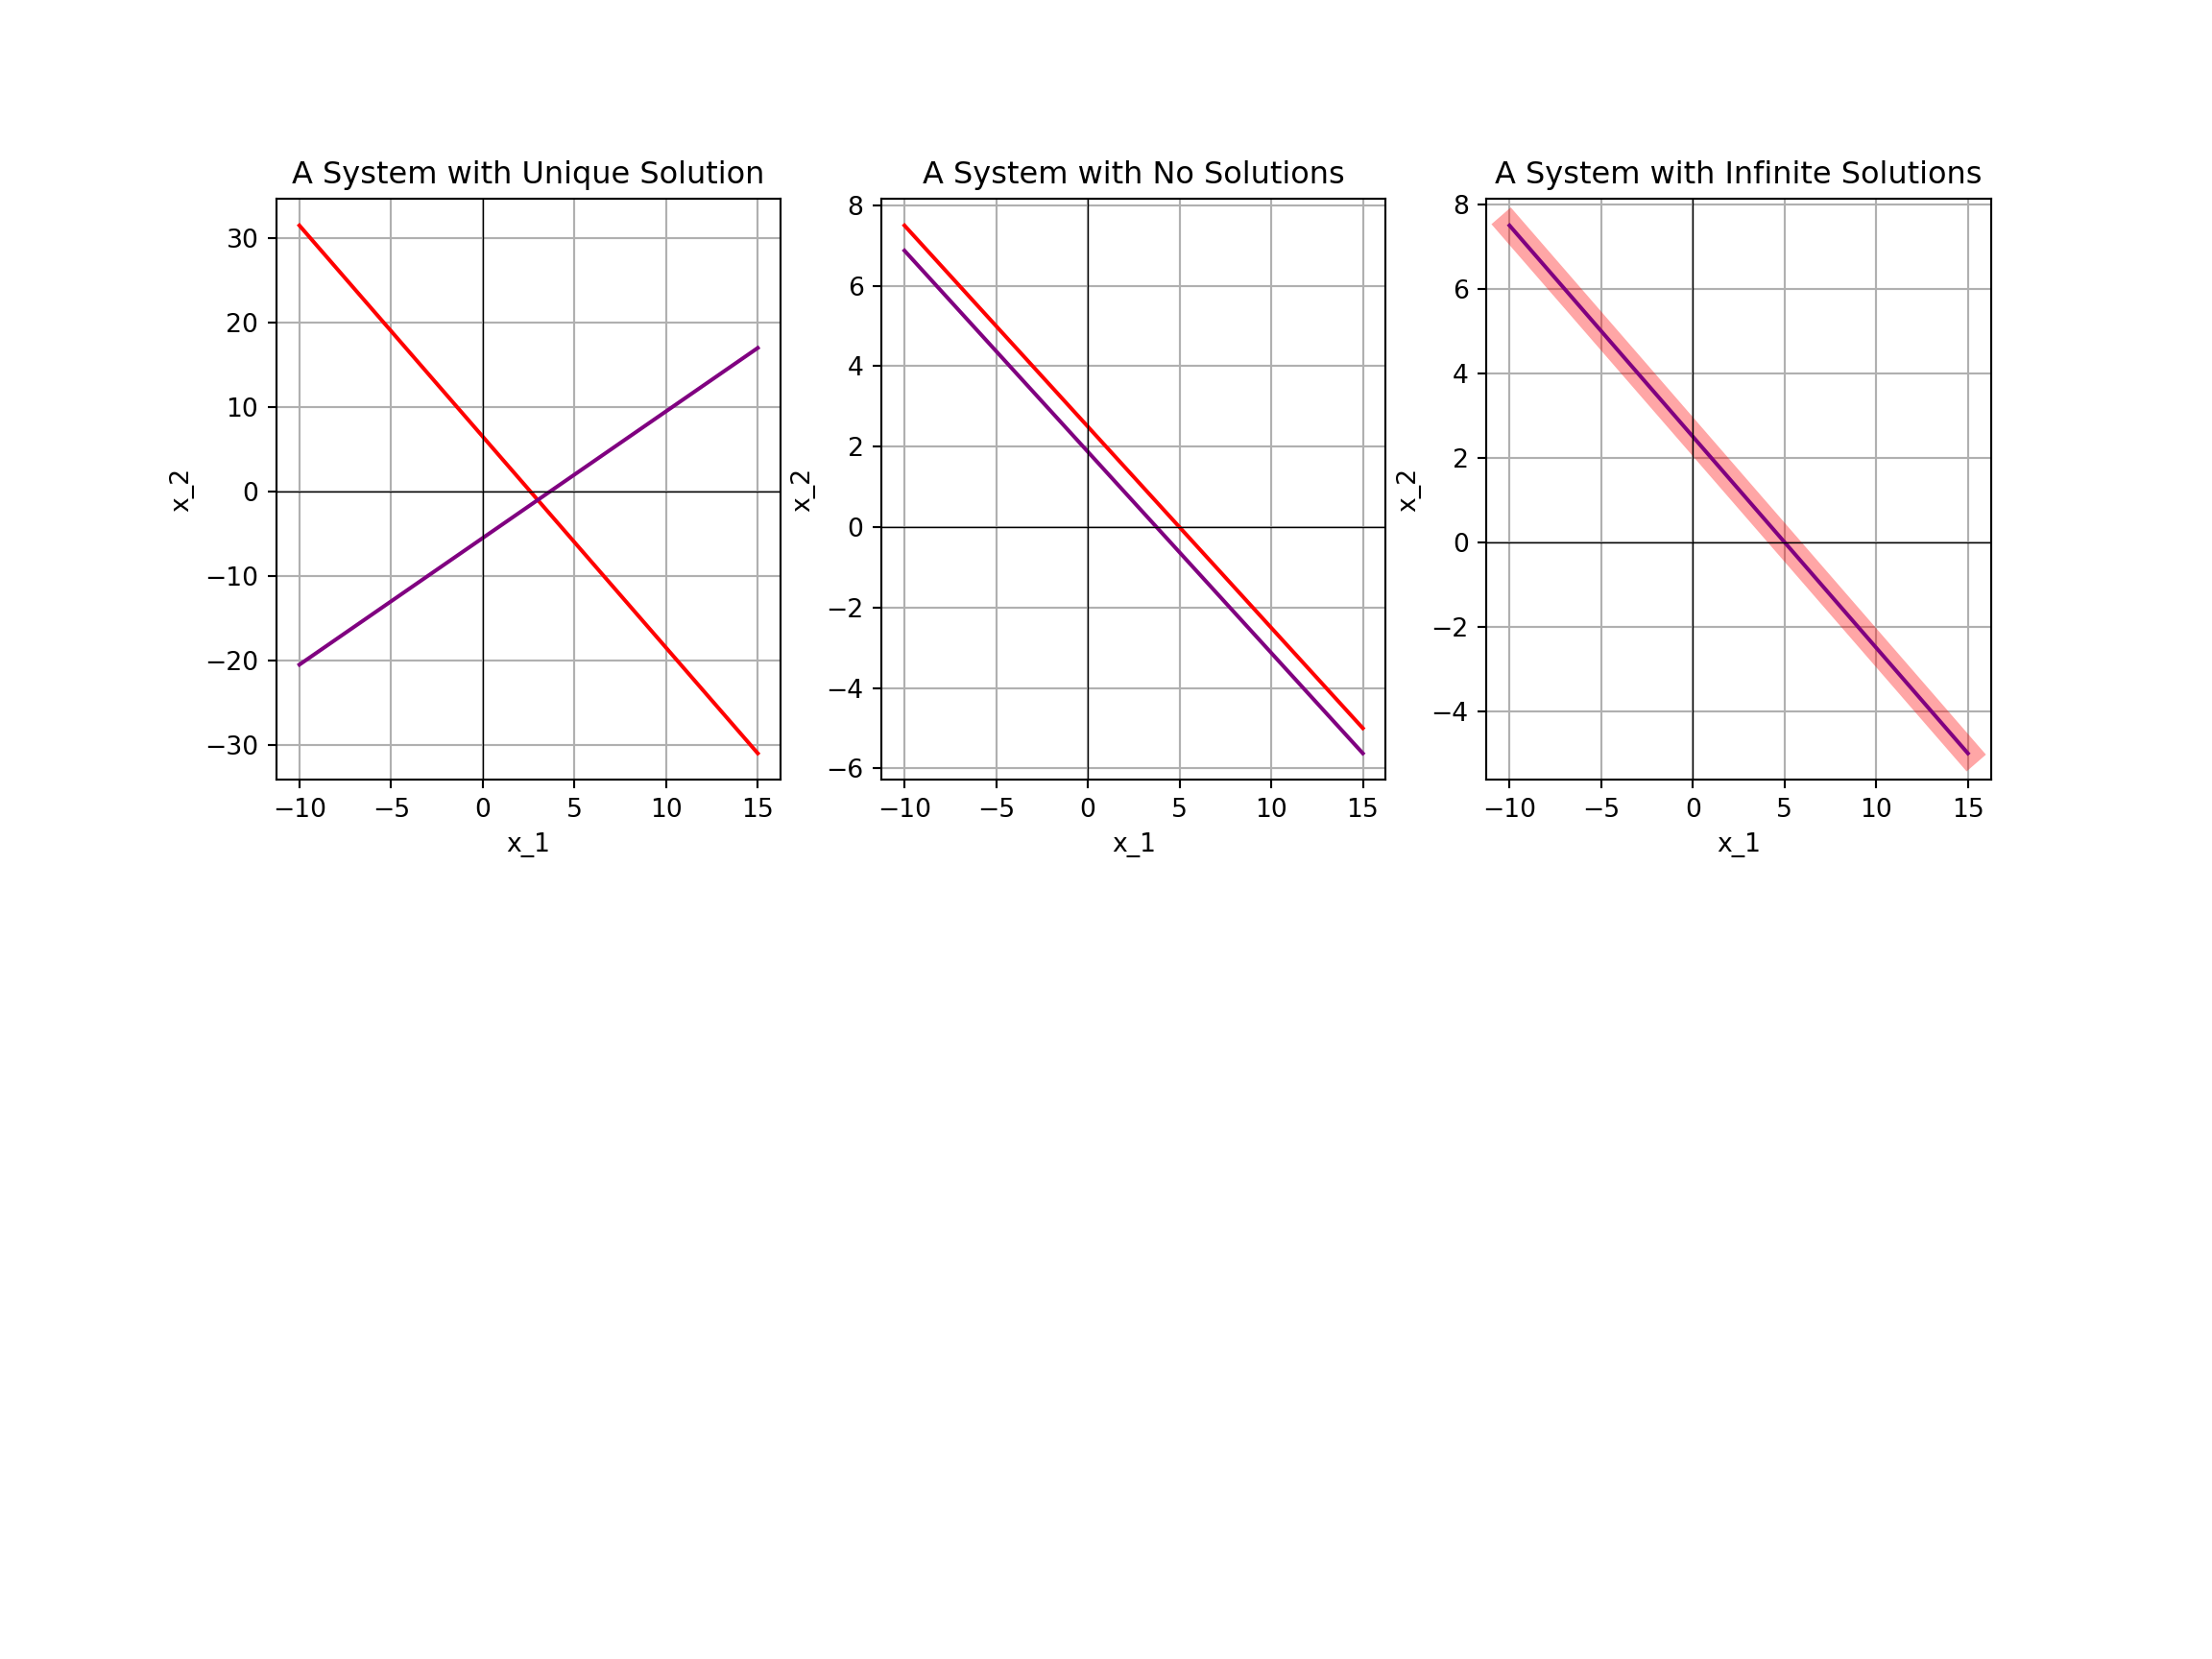 A System with Unique Solution
30
20
10
0
−10
−20
−30
x_2
−10 −5 0 5 10 15
x_1
A System with No Solutions
8
6
4
2
0
−2
−4
−6
x_2
−10 −5 0 5 10 15
x_1
A System with Infinite Solutions
8
6
4
2
0
−2
−4
x_2
−10 −5 0 5 10 15
x_1